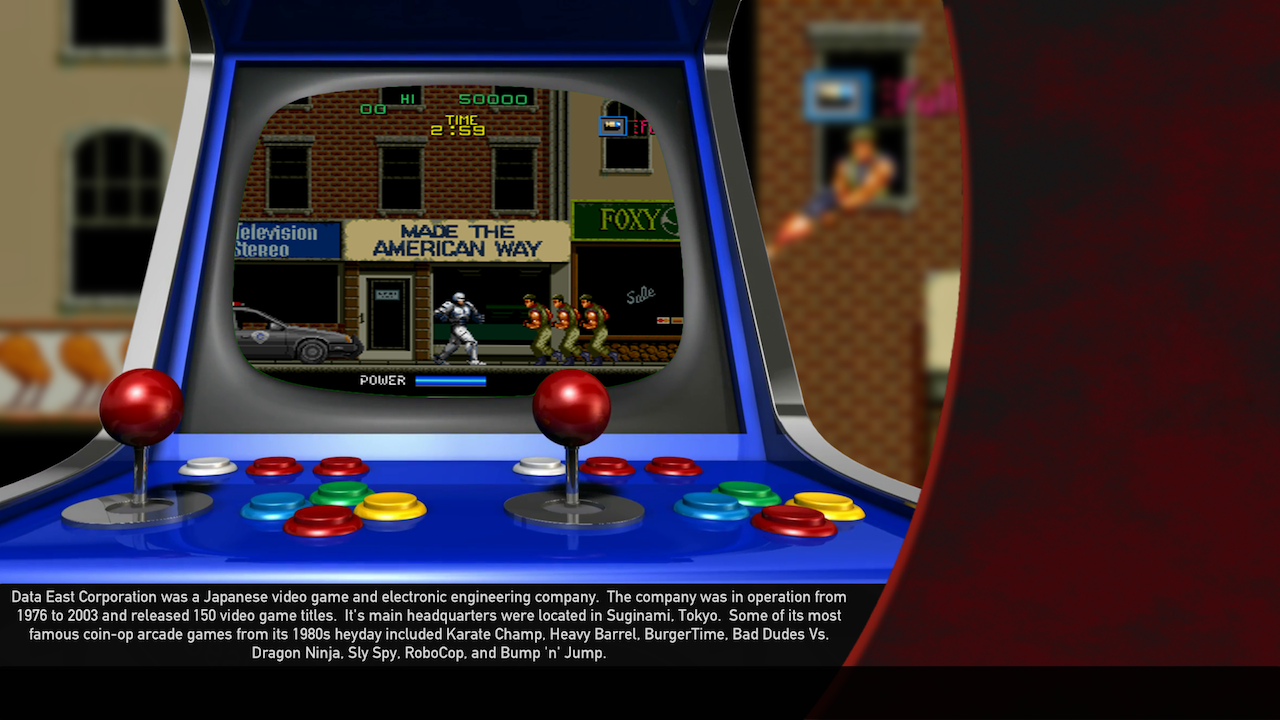 HI 50000
00
TIME
2:59
Television
Stereo
MADE THE
AMERICAN WAY
FOXY
Sale
POWER
Data East Corporation was a Japanese video game and electronic engineering company. The company was in operation from
1976 to 2003 and released 150 video game titles. It's main headquarters were located in Suginami, Tokyo. Some of its most
famous coin-op arcade games from its 1980s heyday included Karate Champ, Heavy Barrel, BurgerTime, Bad Dudes Vs.
Dragon Ninja, Sly Spy, RoboCop, and Bump 'n' Jump.